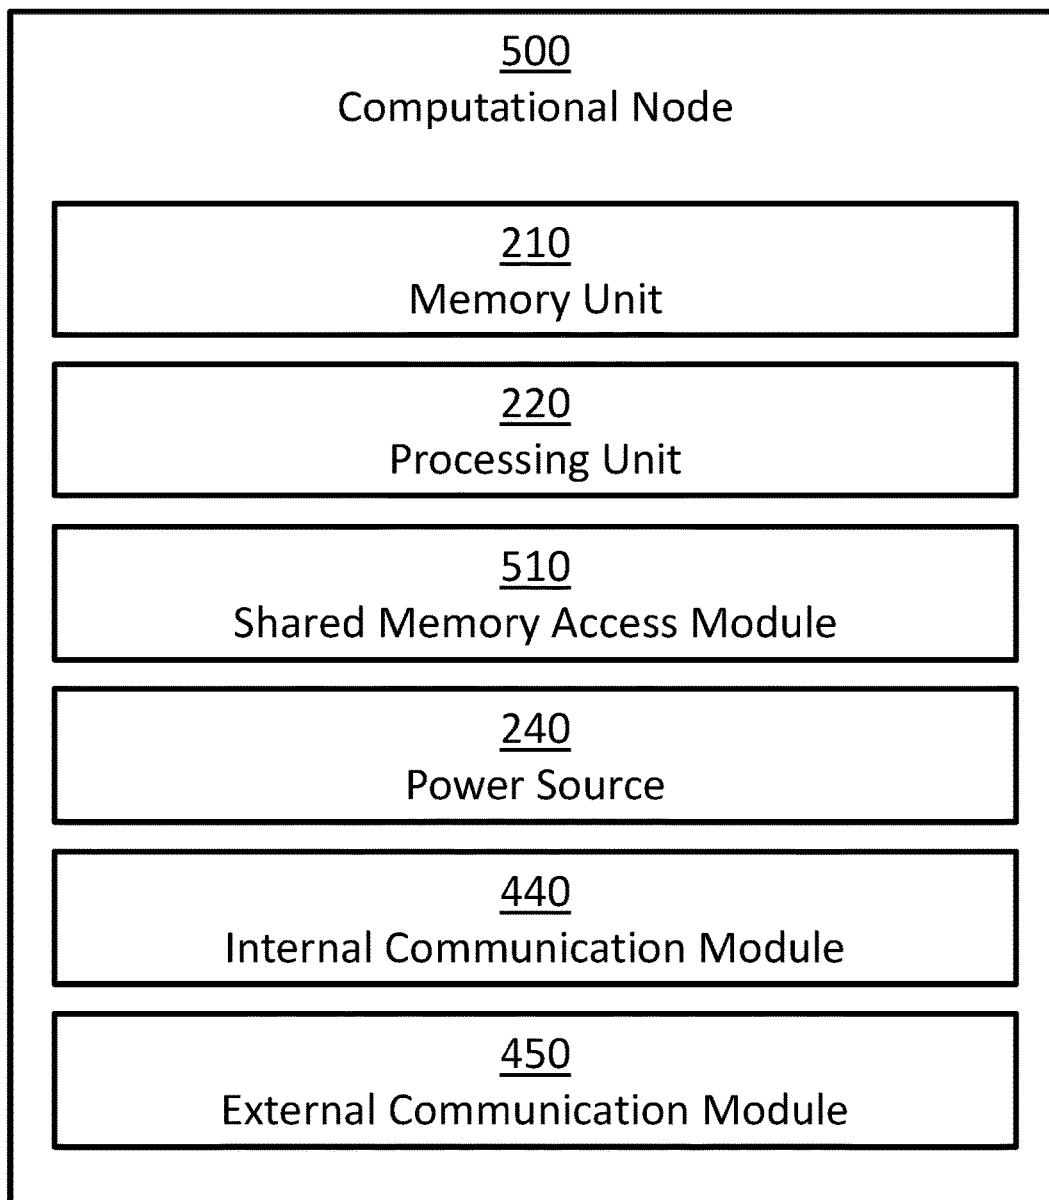 500
Computational Node
210
Memory Unit
220
Processing Unit
510
Shared Memory Access Module
240
Power Source
440
Internal Communication Module
450
External Communication Module